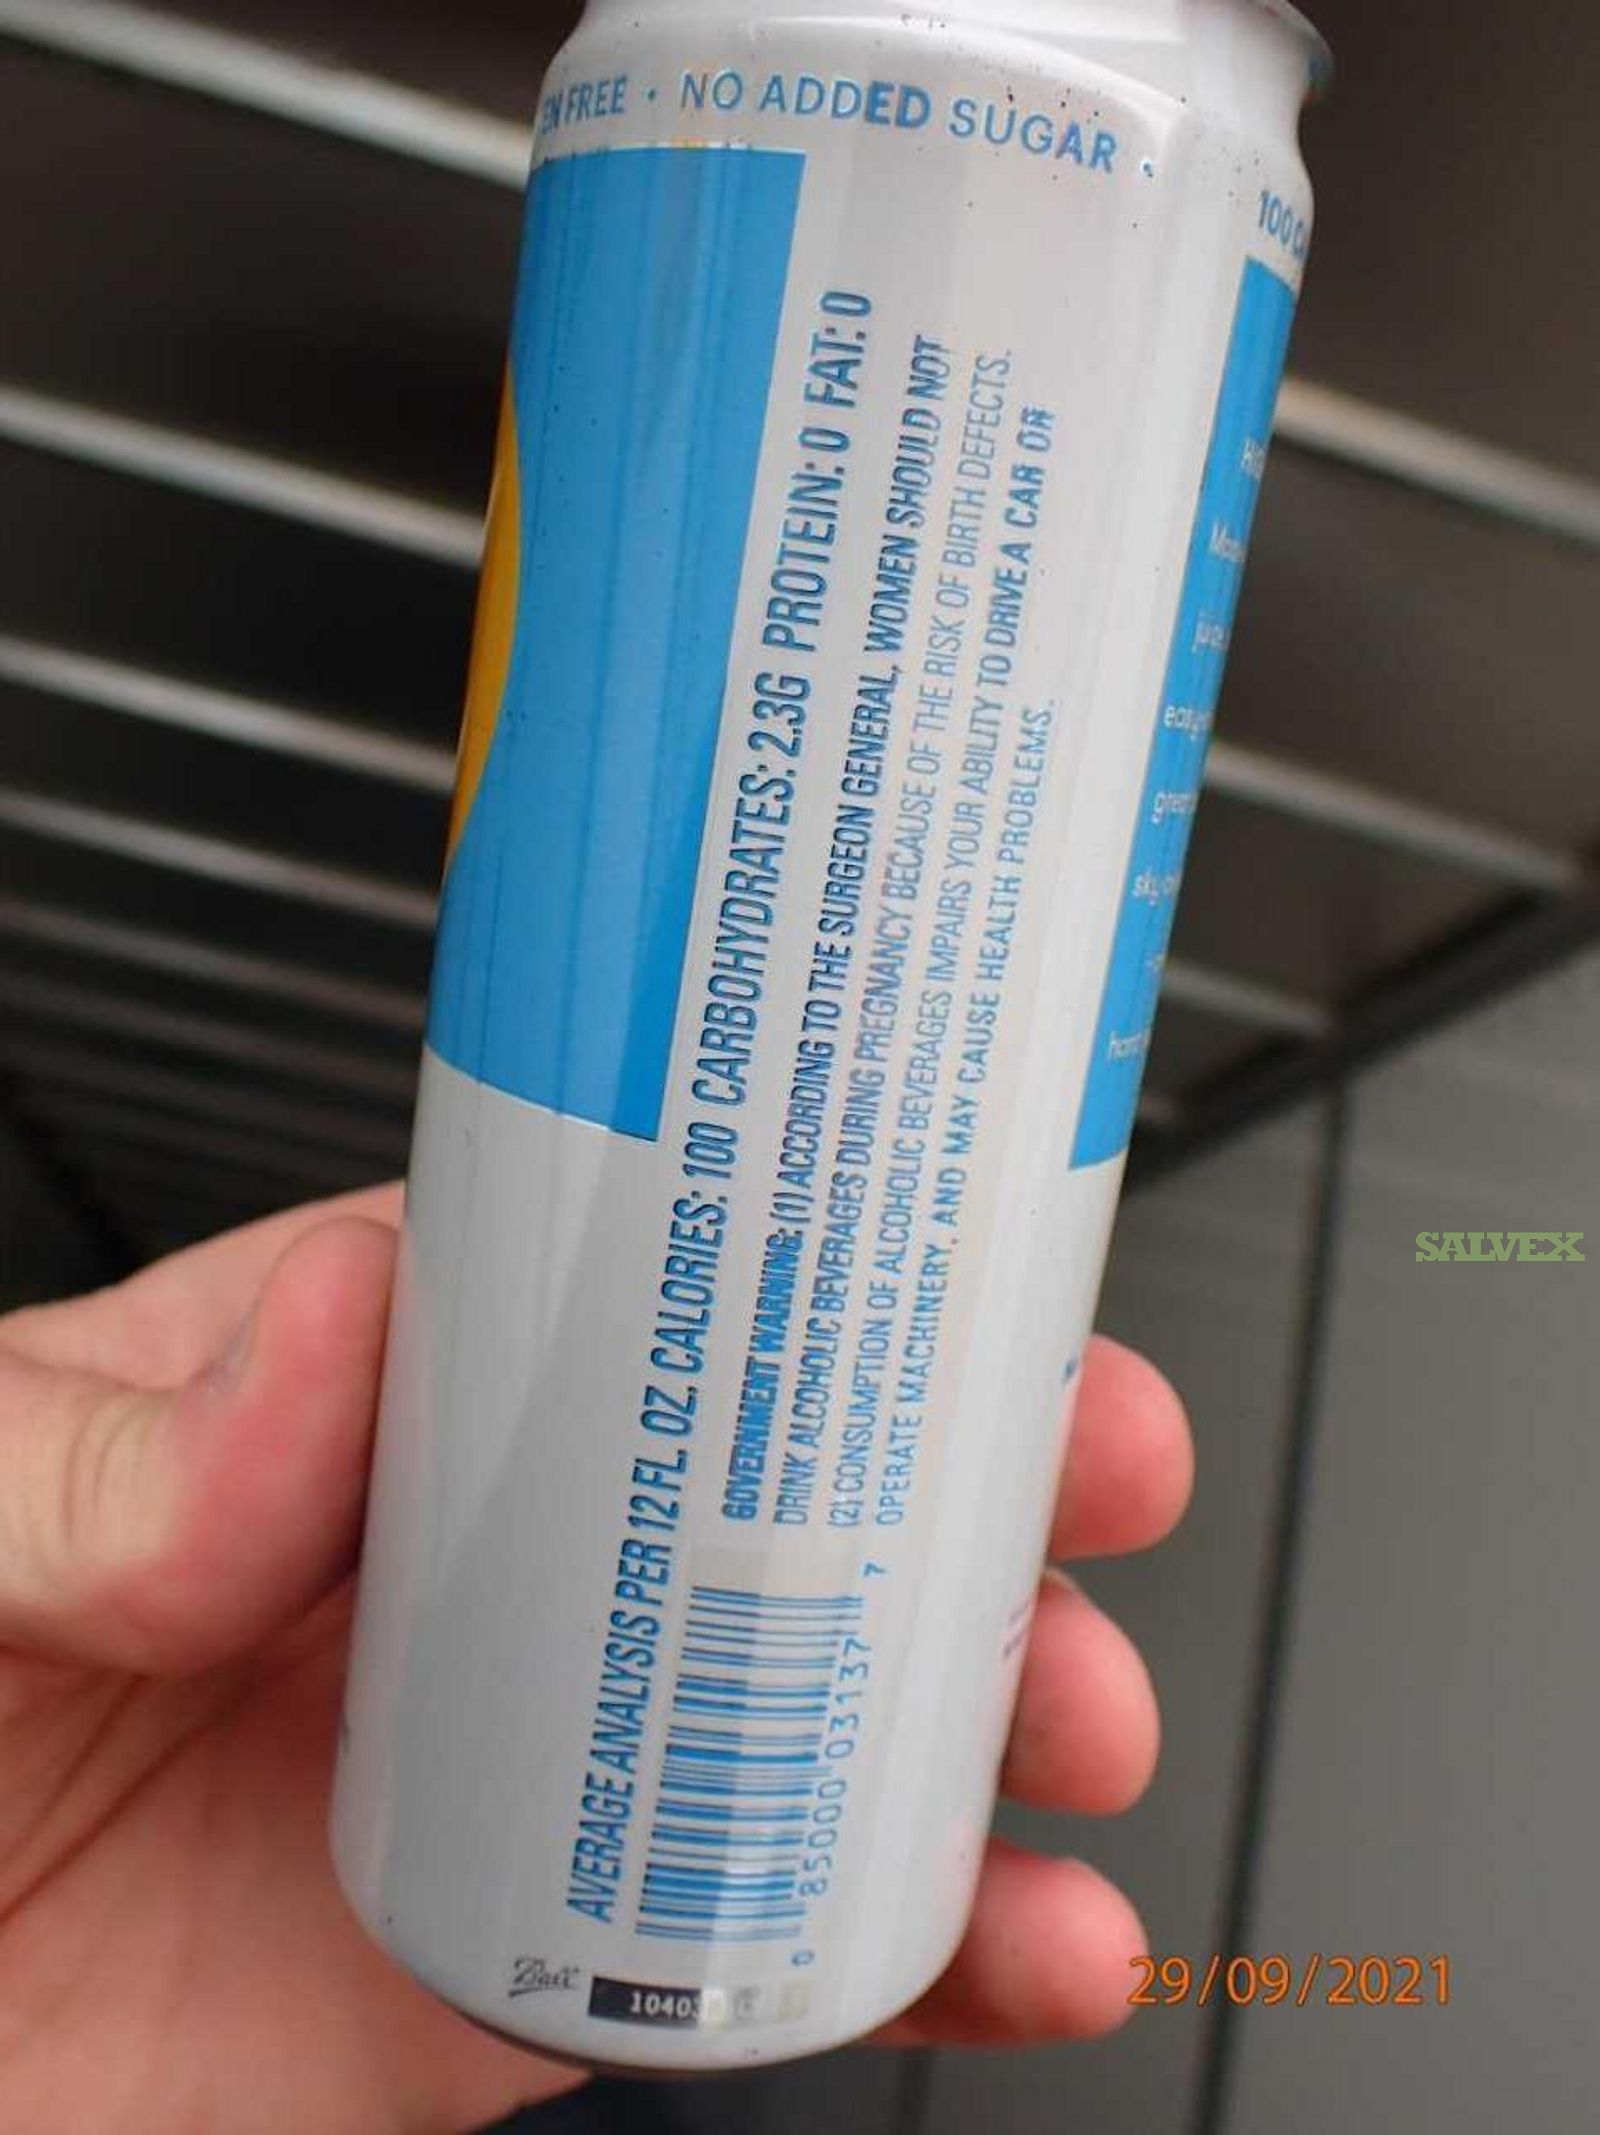 FREE · NO ADDED SUGAR ·
100
AVERAGE ANALYSIS PER 12 FL. OZ. CALORIES: 100 CARBOHYDRATES: 2.3G PROTEIN: 0 FAT: 0
GOVERNMENT WARNING: (1) ACCORDING TO THE SURGEON GENERAL, WOMEN SHOULD NOT
DRINK ALCOHOLIC BEVERAGES DURING PREGNANCY BECAUSE OF THE RISK OF BIRTH DEFECTS.
(2) CONSUMPTION OF ALCOHOLIC BEVERAGES IMPAIRS YOUR ABILITY TO DRIVE A CAR OR
OPERATE MACHINERY, AND MAY CAUSE HEALTH PROBLEMS.
0 85000 03137 7
Ball
SALVEX
29/09/2021